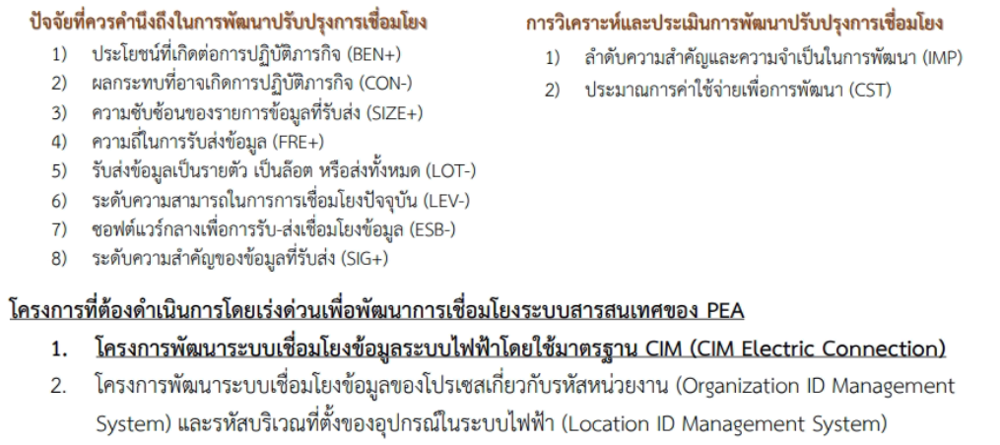 ปัจจัยที่ควรคำนึงถึงในการพัฒนาปรับปรุงการเชื่อมโยง
1) ประโยชน์ที่เกิดต่อการปฏิบัติภารกิจ (BEN+)
2) ผลกระทบที่อาจเกิดการปฏิบัติภารกิจ (CON-)
3) ความซับซ้อนของรายการข้อมูลที่รับส่ง (SIZE+)
4) ความถี่ในการรับส่งข้อมูล (FRE+)
5) รับส่งข้อมูลเป็นรายตัว เป็นล๊อต หรือส่งทั้งหมด (LOT-)
6) ระดับความสามารถในการการเชื่อมโยงปัจจุบัน (LEV-)
7) ซอฟต์แวร์กลางเพื่อการรับ-ส่งเชื่อมโยงข้อมูล (ESB-)
8) ระดับความสำคัญของข้อมูลที่รับส่ง (SIG+)
การวิเคราะห์และประเมินการพัฒนาปรับปรุงการเชื่อมโยง
1) ลำดับความสำคัญและความจำเป็นในการพัฒนา (IMP)
2) ประมาณการค่าใช้จ่ายเพื่อการพัฒนา (CST)
โครงการที่ต้องดำเนินการโดยเร่งด่วนเพื่อพัฒนาการเชื่อมโยงระบบสารสนเทศของ PEA
1. โครงการพัฒนาระบบเชื่อมโยงข้อมูลระบบไฟฟ้าโดยใช้มาตรฐาน CIM (CIM Electric Connection)
2. โครงการพัฒนาระบบเชื่อมโยงข้อมูลของโปรเซสเกี่ยวกับรหัสหน่วยงาน (Organization ID Management
System) และรหัสบริเวณที่ตั้งของอุปกรณ์ในระบบไฟฟ้า (Location ID Management System)